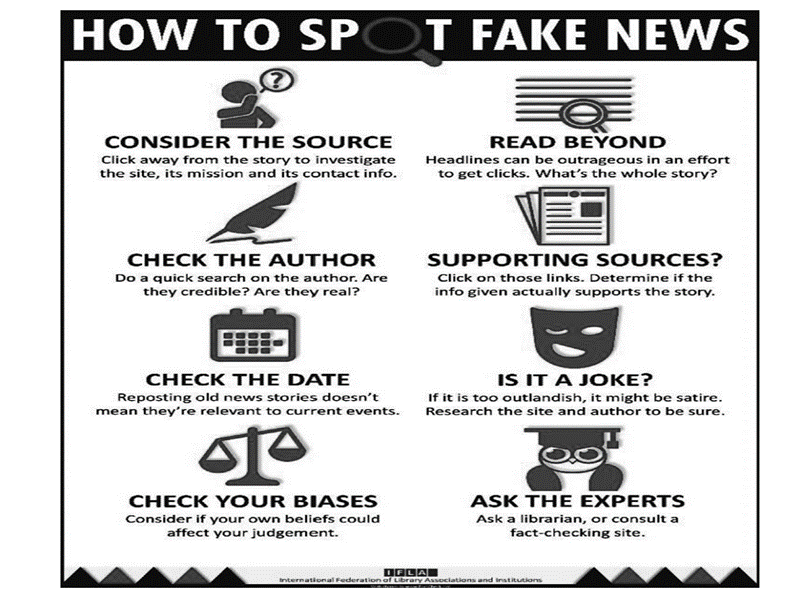 HOW TO SPOT FAKE NEWS
?
CONSIDER THE SOURCE
Click away from the story to investigate
the site, its mission and its contact info.
READ BEYOND
Headlines can be outrageous in an effort
to get clicks. What's the whole story?
CHECK THE AUTHOR
Do a quick search on the author. Are
they credible? Are they real?
SUPPORTING SOURCES?
Click on those links. Determine if the
info given actually supports the story.
CHECK THE DATE
Reposting old news stories doesn't
mean they're relevant to current events.
IS IT A JOKE?
If it is too outlandish, it might be satire.
Research the site and author to be sure.
CHECK YOUR BIASES
Consider if your own beliefs could
affect your judgement.
ASK THE EXPERTS
Ask a librarian, or consult a
fact-checking site.
IFLA
International Federation of Library Associations and Institutions